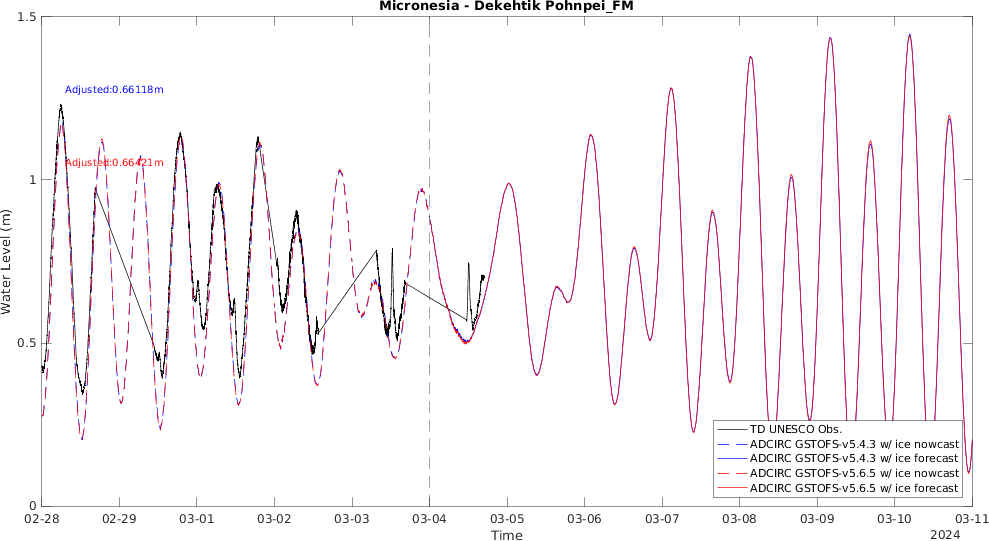 Micronesia - Dekehtik Pohnpei_FM
1.5
Adjusted:0.66118m
Adjusted:0.66421m
1
Water Level (m)
0.5
TD UNESCO Obs.
ADCIRC GSTOFS-v5.4.3 w/ ice nowcast
ADCIRC GSTOFS-v5.4.3 w/ ice forecast
ADCIRC GSTOFS-v5.6.5 w/ ice nowcast
ADCIRC GSTOFS-v5.6.5 w/ ice forecast
0
02-28 02-29 03-01 03-02 03-03 03-04 03-05 03-06 03-07 03-08 03-09 03-10 03-11
Time
2024